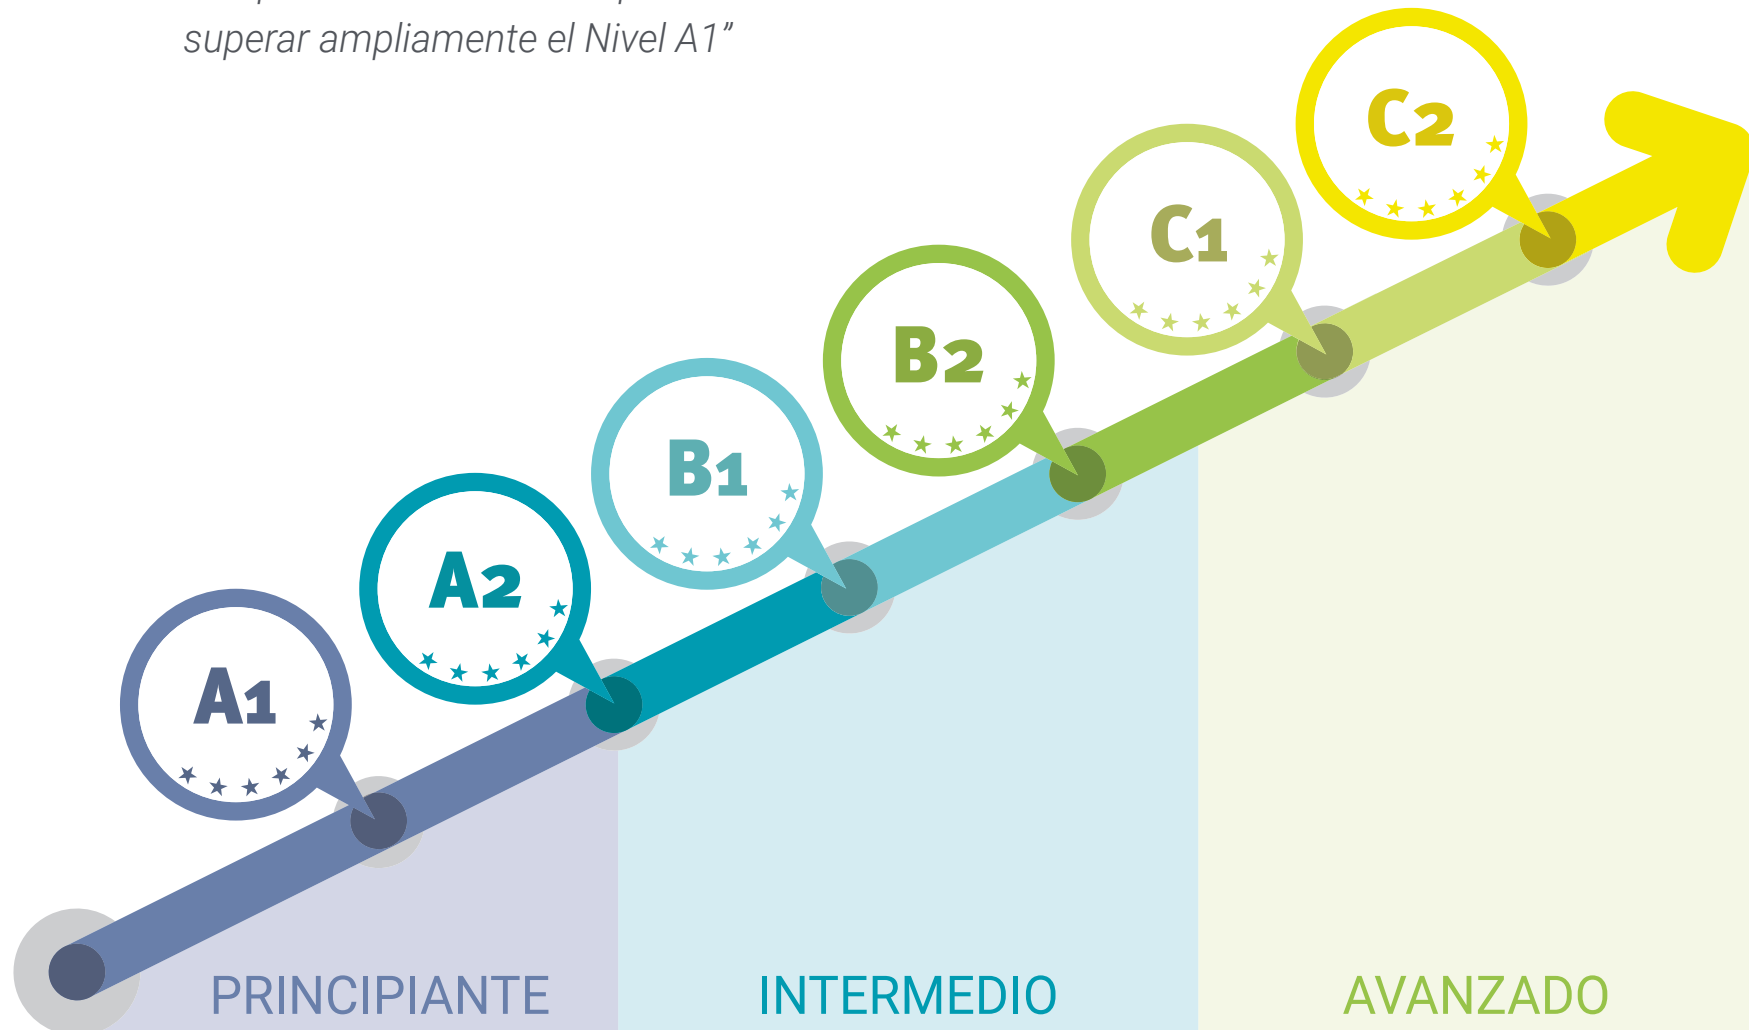 superar ampliamente el Nivel A1”
C2
C1
B2
B1
A2
A1
PRINCIPIANTE
INTERMEDIO
AVANZADO